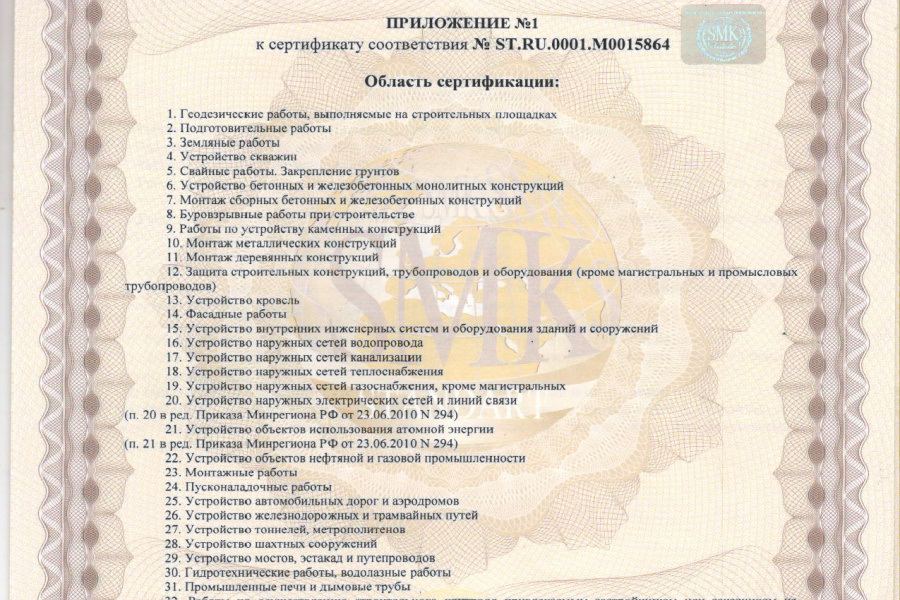 ПРИЛОЖЕНИЕ №1
к сертификату соответствия № ST.RU.0001.M0015864
SMK
Область сертификации:
1. Геодезические работы, выполняемые на строительных площадках
2. Подготовительные работы
3. Земляные работы
4. Устройство скважин
5. Свайные работы. Закрепление грунтов
6. Устройство бетонных и железобетонных монолитных конструкций
7. Монтаж сборных бетонных и железобетонных конструкций
8. Буровзрывные работы при строительстве
9. Работы по устройству каменных конструкций
10. Монтаж металлических конструкций
11. Монтаж деревянных конструкций
12. Защита строительных конструкций, трубопроводов и оборудования (кроме магистральных и промысловых
трубопроводов)
13. Устройство кровель
14. Фасадные работы
15. Устройство внутренних инженерных систем и оборудования зданий и сооружений
16. Устройство наружных сетей водопровода
17. Устройство наружных сетей канализации
18. Устройство наружных сетей теплоснабжения
19. Устройство наружных сетей газоснабжения, кроме магистральных
20. Устройство наружных электрических сетей и линий связи
(п. 20 в ред. Приказа Минрегиона РФ от 23.06.2010 N 294)
21. Устройство объектов использования атомной энергии
(п. 21 в ред. Приказа Минрегиона РФ от 23.06.2010 N 294)
22. Устройство объектов нефтяной и газовой промышленности
23. Монтажные работы
24. Пусконаладочные работы
25. Устройство автомобильных дорог и аэродромов
26. Устройство железнодорожных и трамвайных путей
27. Устройство тоннелей, метрополитенов
28. Устройство шахтных сооружений
29. Устройство мостов, эстакад и путепроводов
30. Гидротехнические работы, водолазные работы
31. Промышленные печи и дымовые трубы
SMK